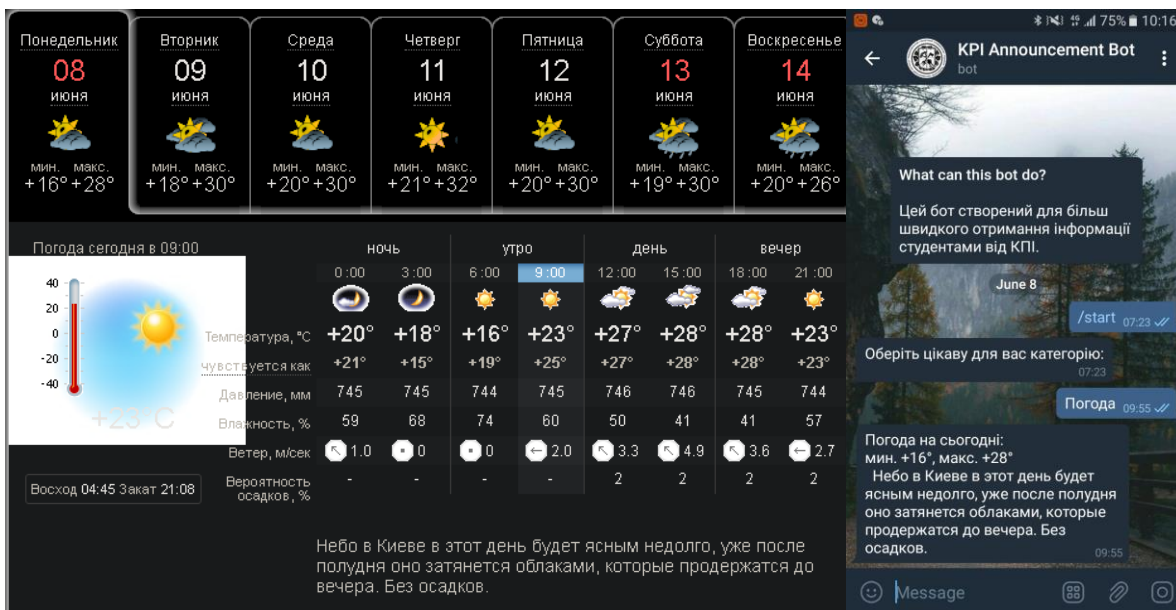 Понедельник
08
июня
мин. макс.
+16° +28°
Вторник
09
июня
мин. макс.
+18° +30°
Среда
10
июня
мин. макс.
+20° +30°
Четверг
11
июня
мин. макс.
+21° +32°
Пятница
12
июня
мин. макс.
+20° +30°
Суббота
13
июня
мин. макс.
+19° +30°
Воскресенье
14
июня
мин. макс.
+20° +26°
Погода сегодня в 09:00
40
20
0
-20
-40
+23°C
Восход 04:45 Закат 21:08
ночь утро день вечер
0:00 3:00 6:00 9:00 12:00 15:00 18:00 21:00
Температура, °C +20° +18° +16° +23° +27° +28° +28° +23°
чувствуется как +21° +15° +19° +25° +27° +28° +28° +23°
Давление, мм 745 745 744 745 746 746 745 744
Влажность, % 59 68 74 60 50 41 41 57
Ветер, м/сек 1.0 0 0 2.0 3.3 4.9 3.6 2.7
Вероятность
осадков, % - - - - 2 2 2 2
Небо в Киеве в этот день будет ясным недолго, уже после
полудня оно затянется облаками, которые продержатся до
вечера. Без осадков.
75% 10:16
KPI Announcement Bot
bot
What can this bot do?
Цей бот створений для більш
швидкого отримання інформації
студентами від КПІ.
June 8
/start 07:23
Оберіть цікаву для вас категорію:
07:23
Погода 09:55
Погода на сьогодні:
мин. +16°, макс. +28°
Небо в Киеве в этот день будет
ясным недолго, уже после полудня
оно затянется облаками, которые
продержатся до вечера. Без
осадков.
09:55
Message